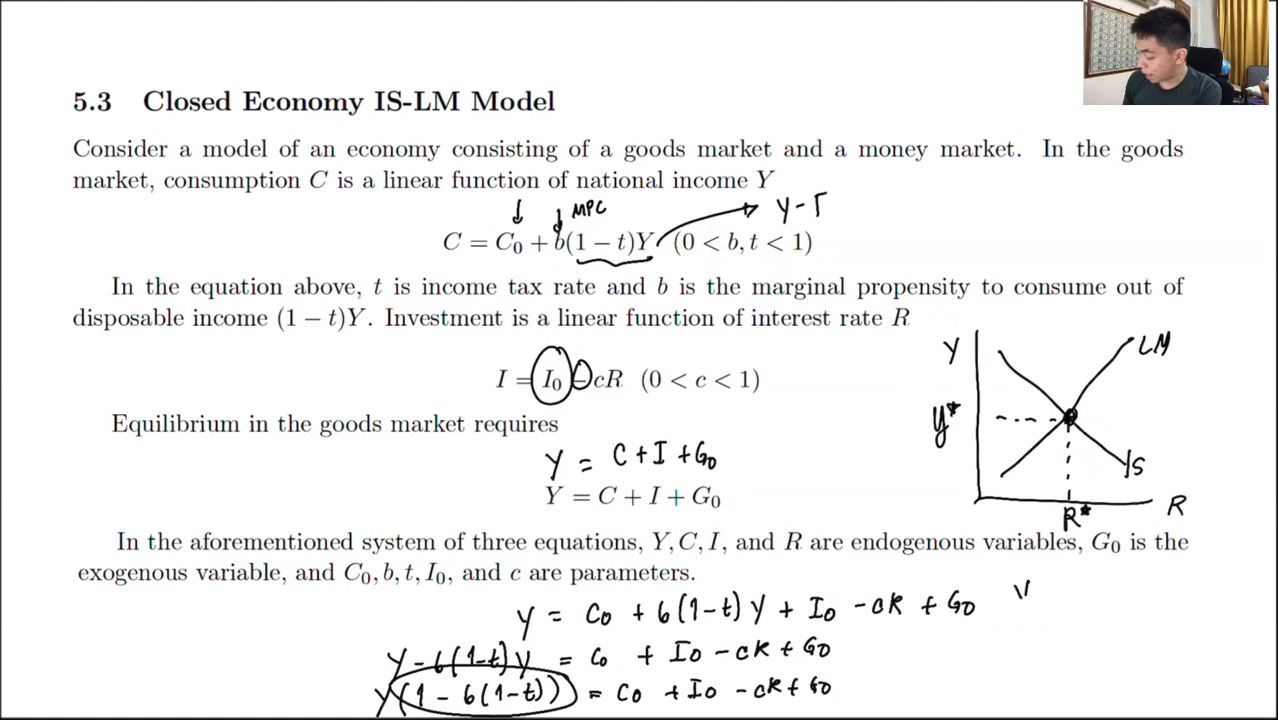 5.3 Closed Economy IS-LM Model
Consider a model of an economy consisting of a goods market and a money market. In the goods
market, consumption C is a linear function of national income Y
↓ ↓ MPC → Y - T
C = C₀ + b(1 − t)Y (0 < b, t < 1)
In the equation above, t is income tax rate and b is the marginal propensity to consume out of
disposable income (1 − t)Y. Investment is a linear function of interest rate R
I = I₀ − cR (0 < c < 1)
Equilibrium in the goods market requires
Y = C + I + G₀
Y = C + I + G₀
Y
LM
Y*
IS
R*
R
In the aforementioned system of three equations, Y, C, I, and R are endogenous variables, G₀ is the
exogenous variable, and C₀, b, t, I₀, and c are parameters.
Y = C₀ + b(1-t)Y + I₀ - cR + G₀
Y - b(1-t)Y = C₀ + I₀ - cR + G₀
Y(1 - b(1-t)) = C₀ + I₀ - cR + G₀